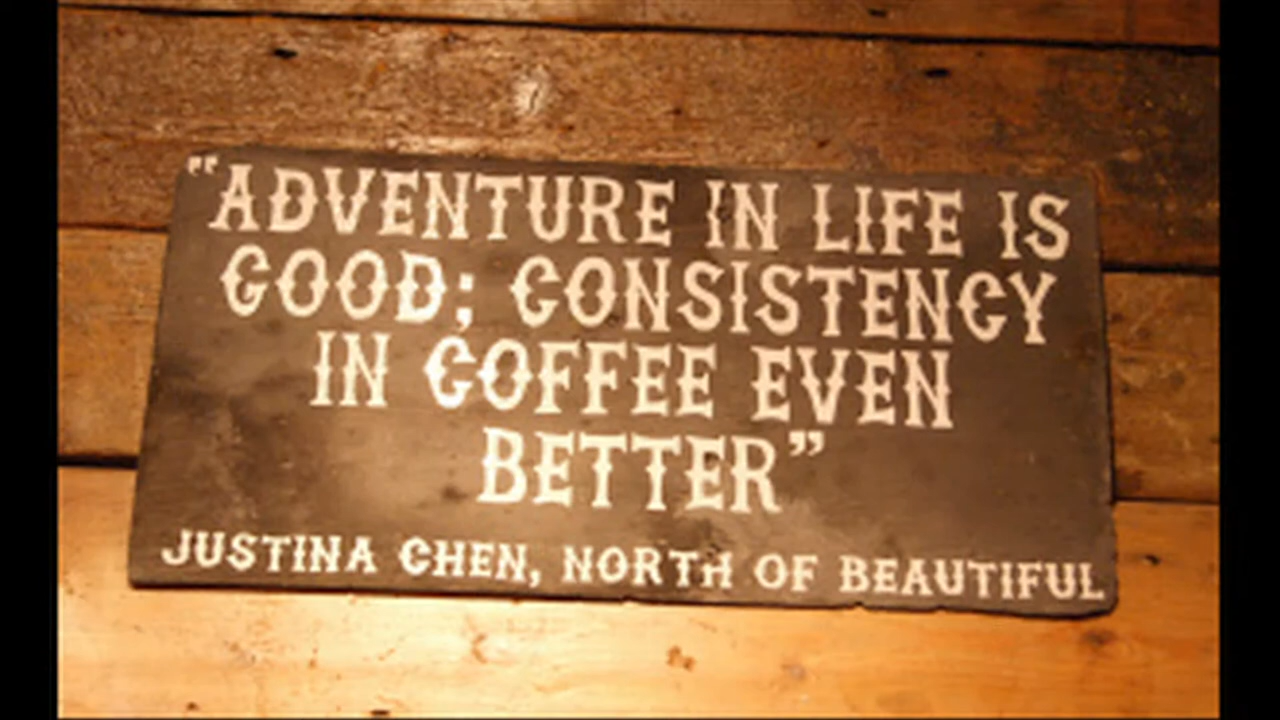 "ADVENTURE IN LIFE IS
GOOD; CONSISTENCY
IN COFFEE EVEN
BETTER”
JUSTINA CHEN, NORTH OF BEAUTIFUL